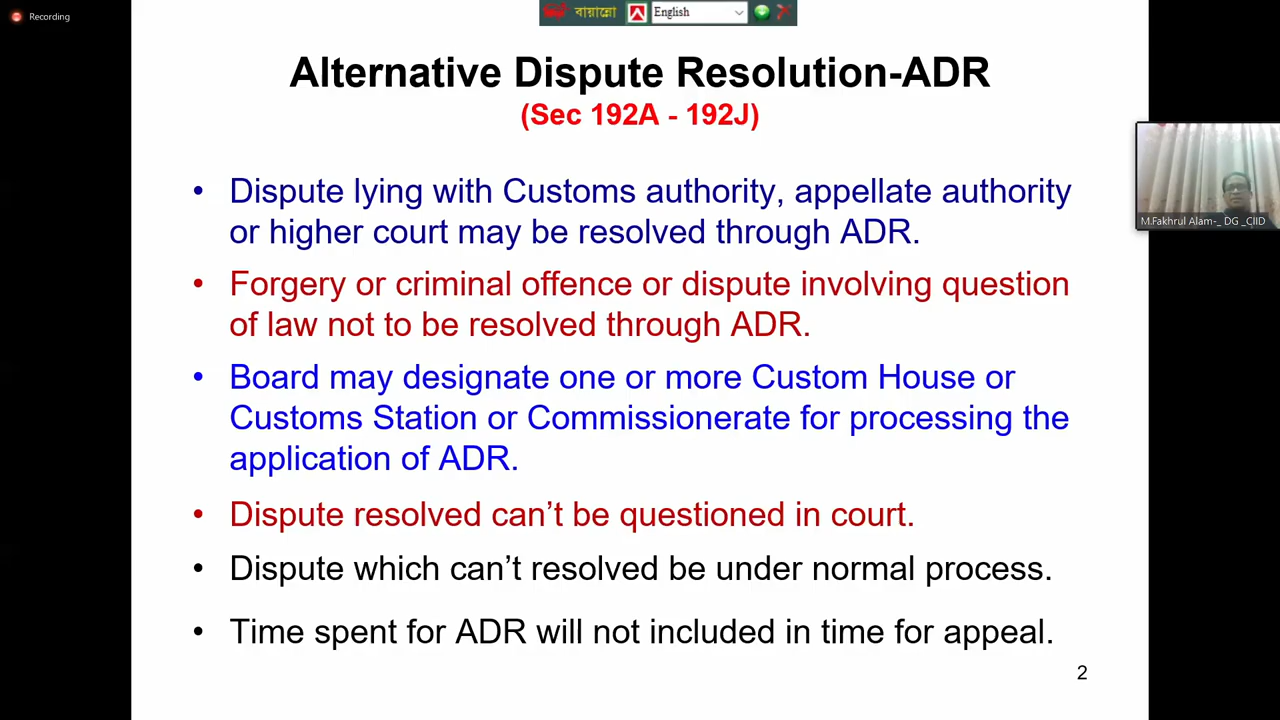 Recording
বায়ান্নো
English
Alternative Dispute Resolution-ADR
(Sec 192A - 192J)
• Dispute lying with Customs authority, appellate authority
or higher court may be resolved through ADR.
• Forgery or criminal offence or dispute involving question
of law not to be resolved through ADR.
• Board may designate one or more Custom House or
Customs Station or Commissionerate for processing the
application of ADR.
• Dispute resolved can’t be questioned in court.
• Dispute which can’t resolved be under normal process.
• Time spent for ADR will not included in time for appeal.
2
M.Fakhrul Alam-_ DG _CIID